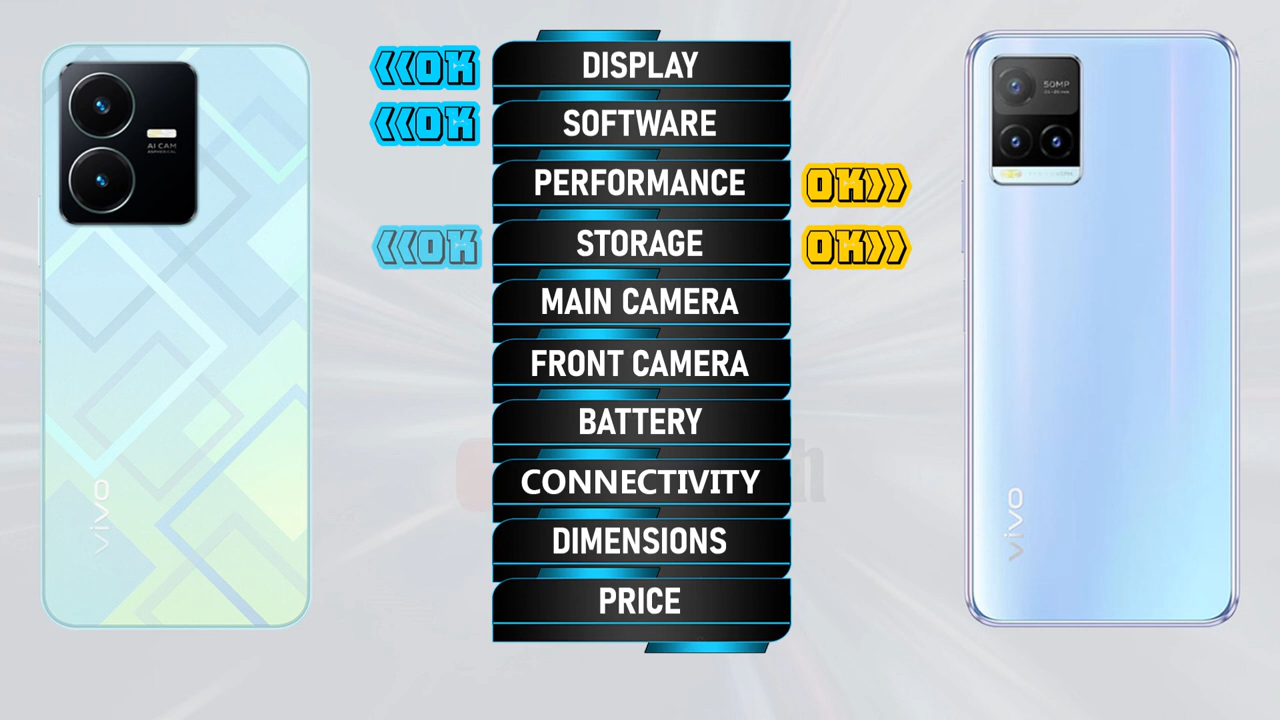 <<OK DISPLAY
<<OK SOFTWARE
PERFORMANCE OK>>
<<OK STORAGE OK>>
MAIN CAMERA
FRONT CAMERA
BATTERY
CONNECTIVITY
DIMENSIONS
PRICE
AI CAM
ASPHERICAL
vivo
50MP
vivo